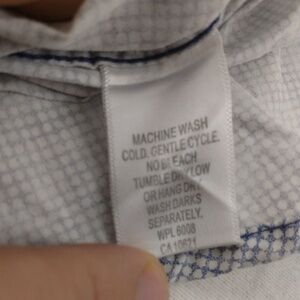 MACHINE WASH
COLD. GENTLE CYCLE.
NO BLEACH
TUMBLE DRY LOW
OR HANG DRY
WASH DARKS
SEPARATELY.
WPL 6008
CA 10621